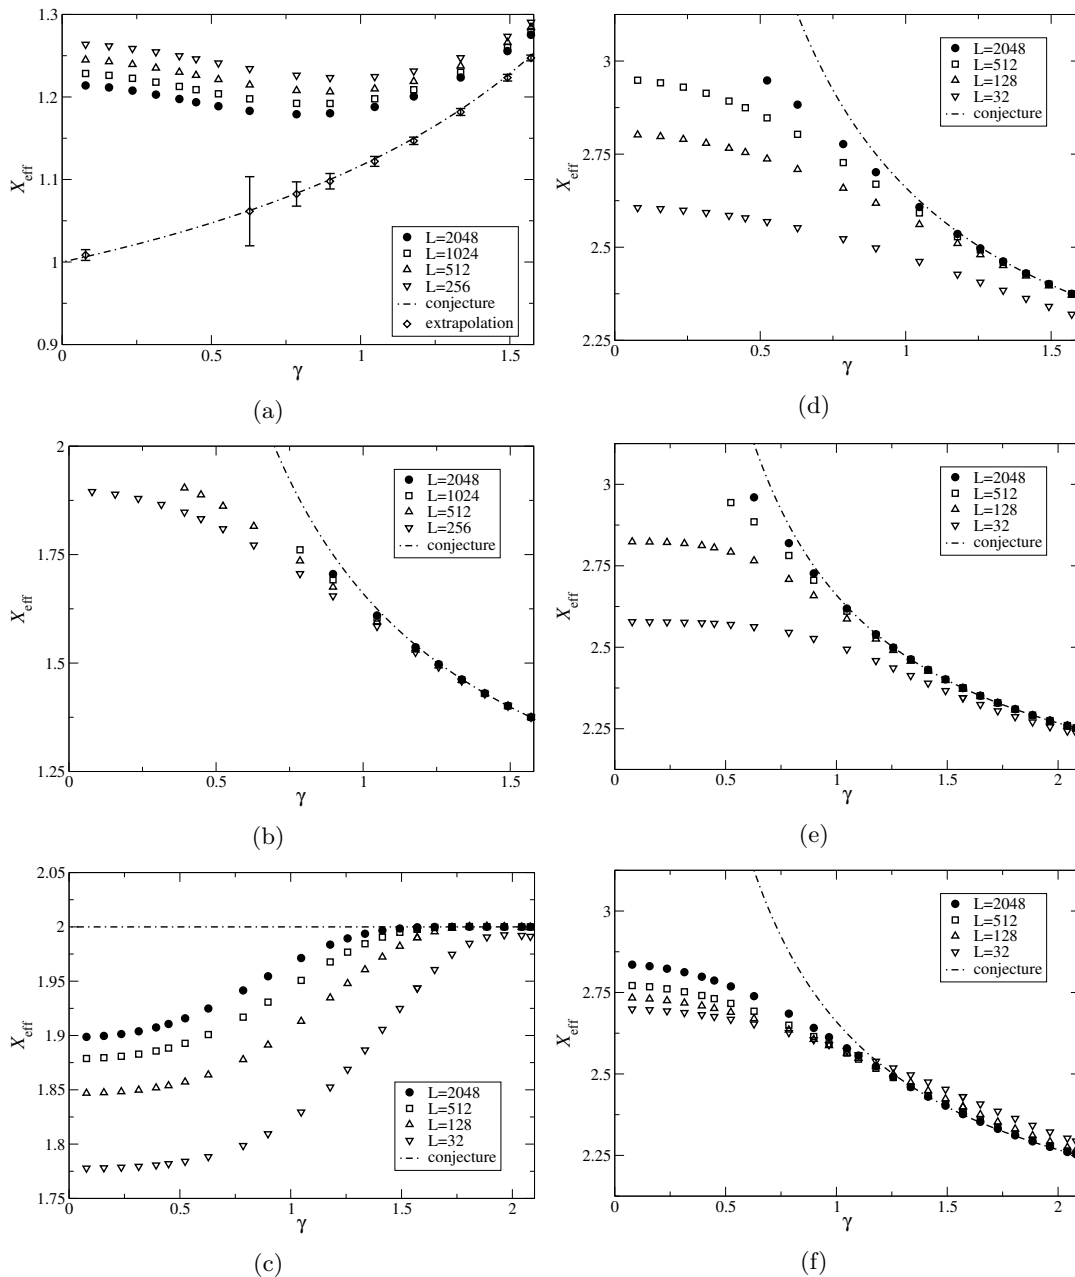 1.3
1.2
1.1
1
0.9
X_eff
0
0.5
1
1.5
γ
L=2048
L=1024
L=512
L=256
conjecture
extrapolation
(a)
3
2.75
2.5
2.25
X_eff
0
0.5
1
1.5
γ
L=2048
L=512
L=128
L=32
conjecture
(d)
2
1.75
1.5
1.25
X_eff
0
0.5
1
1.5
γ
L=2048
L=1024
L=512
L=256
conjecture
(b)
3
2.75
2.5
2.25
X_eff
0
0.5
1
1.5
2
γ
L=2048
L=512
L=128
L=32
conjecture
(e)
2.05
2
1.95
1.9
1.85
1.8
1.75
X_eff
0
0.5
1
1.5
2
γ
L=2048
L=512
L=128
L=32
conjecture
(c)
3
2.75
2.5
2.25
X_eff
0
0.5
1
1.5
2
γ
L=2048
L=512
L=128
L=32
conjecture
(f)